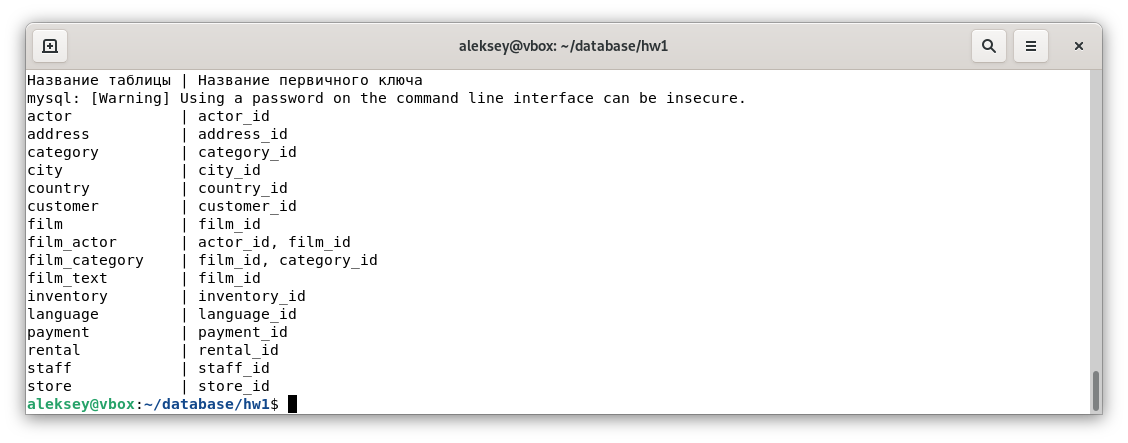 aleksey@vbox: ~/database/hw1
Название таблицы | Название первичного ключа
mysql: [Warning] Using a password on the command line interface can be insecure.
actor            | actor_id
address          | address_id
category         | category_id
city             | city_id
country          | country_id
customer         | customer_id
film             | film_id
film_actor       | actor_id, film_id
film_category    | film_id, category_id
film_text        | film_id
inventory        | inventory_id
language         | language_id
payment          | payment_id
rental           | rental_id
staff            | staff_id
store            | store_id
aleksey@vbox:~/database/hw1$